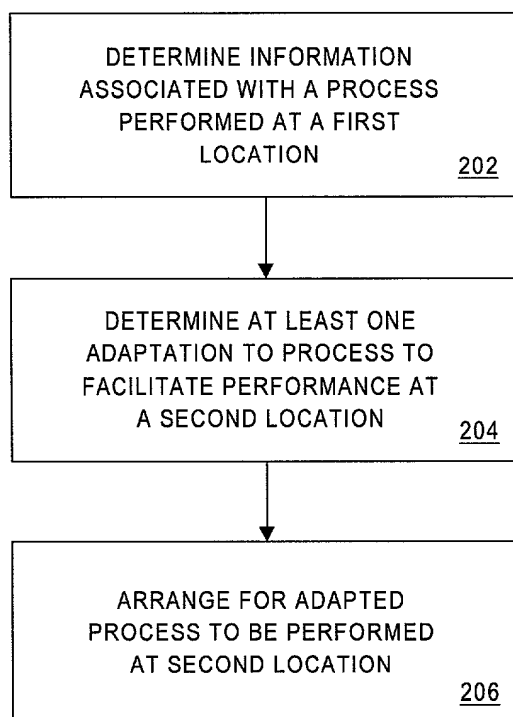 DETERMINE INFORMATION
ASSOCIATED WITH A PROCESS
PERFORMED AT A FIRST
LOCATION
202
DETERMINE AT LEAST ONE
ADAPTATION TO PROCESS TO
FACILITATE PERFORMANCE AT
A SECOND LOCATION
204
ARRANGE FOR ADAPTED
PROCESS TO BE PERFORMED
AT SECOND LOCATION
206